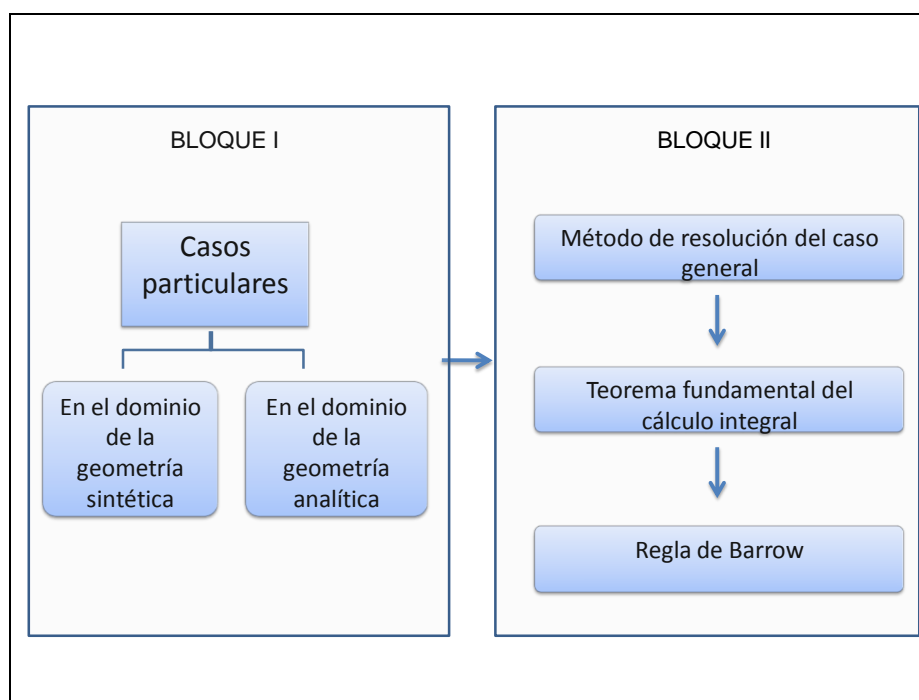 BLOQUE I
Casos
particulares
En el dominio
de la
geometría
sintética
En el dominio
de la
geometría
analítica
BLOQUE II
Método de resolución del caso
general
Teorema fundamental del
cálculo integral
Regla de Barrow